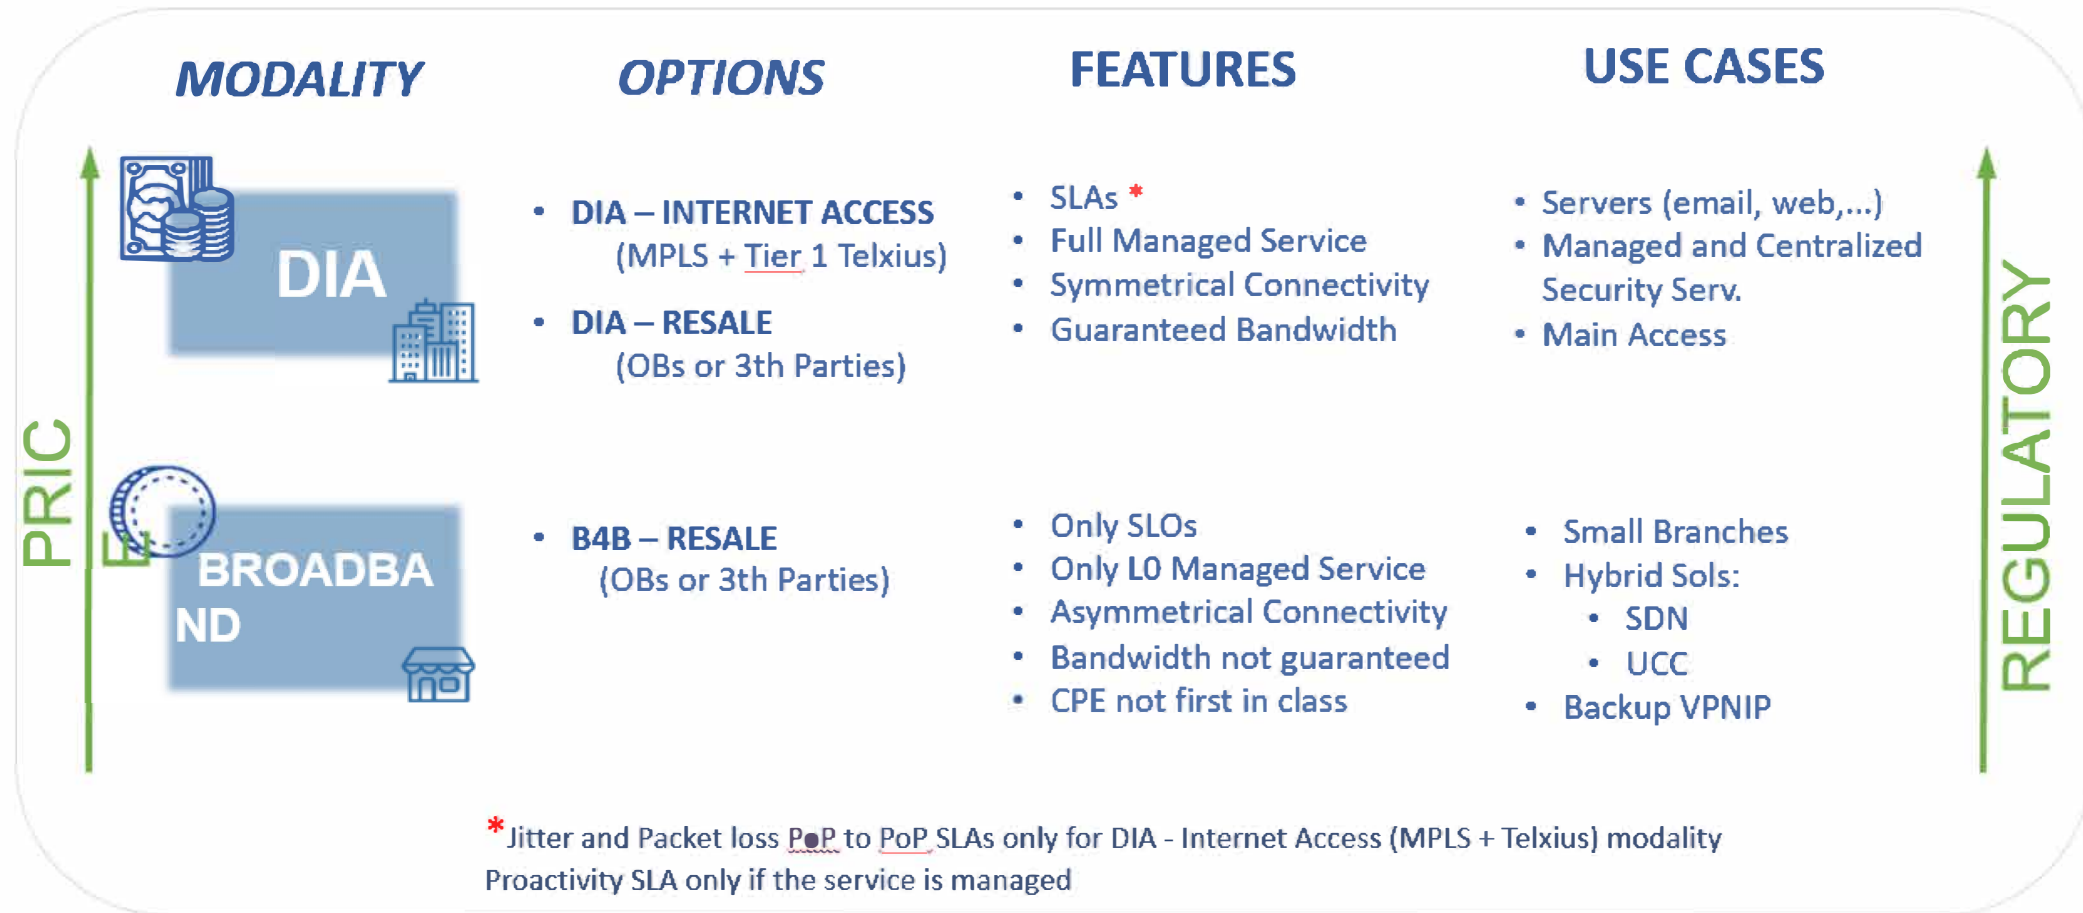 MODALITY
OPTIONS
FEATURES
USE CASES
PRIC
E
DIA
• DIA – INTERNET ACCESS
(MPLS + Tier 1 Telxius)
• DIA – RESALE
(OBs or 3th Parties)
• SLAs *
• Full Managed Service
• Symmetrical Connectivity
• Guaranteed Bandwidth
• Servers (email, web,...)
• Managed and Centralized
Security Serv.
• Main Access
BROADBA
ND
• B4B – RESALE
(OBs or 3th Parties)
• Only SLOs
• Only L0 Managed Service
• Asymmetrical Connectivity
• Bandwidth not guaranteed
• CPE not first in class
• Small Branches
• Hybrid Sols:
• SDN
• UCC
• Backup VPNIP
REGULATORY
*Jitter and Packet loss PoP to PoP SLAs only for DIA - Internet Access (MPLS + Telxius) modality
Proactivity SLA only if the service is managed